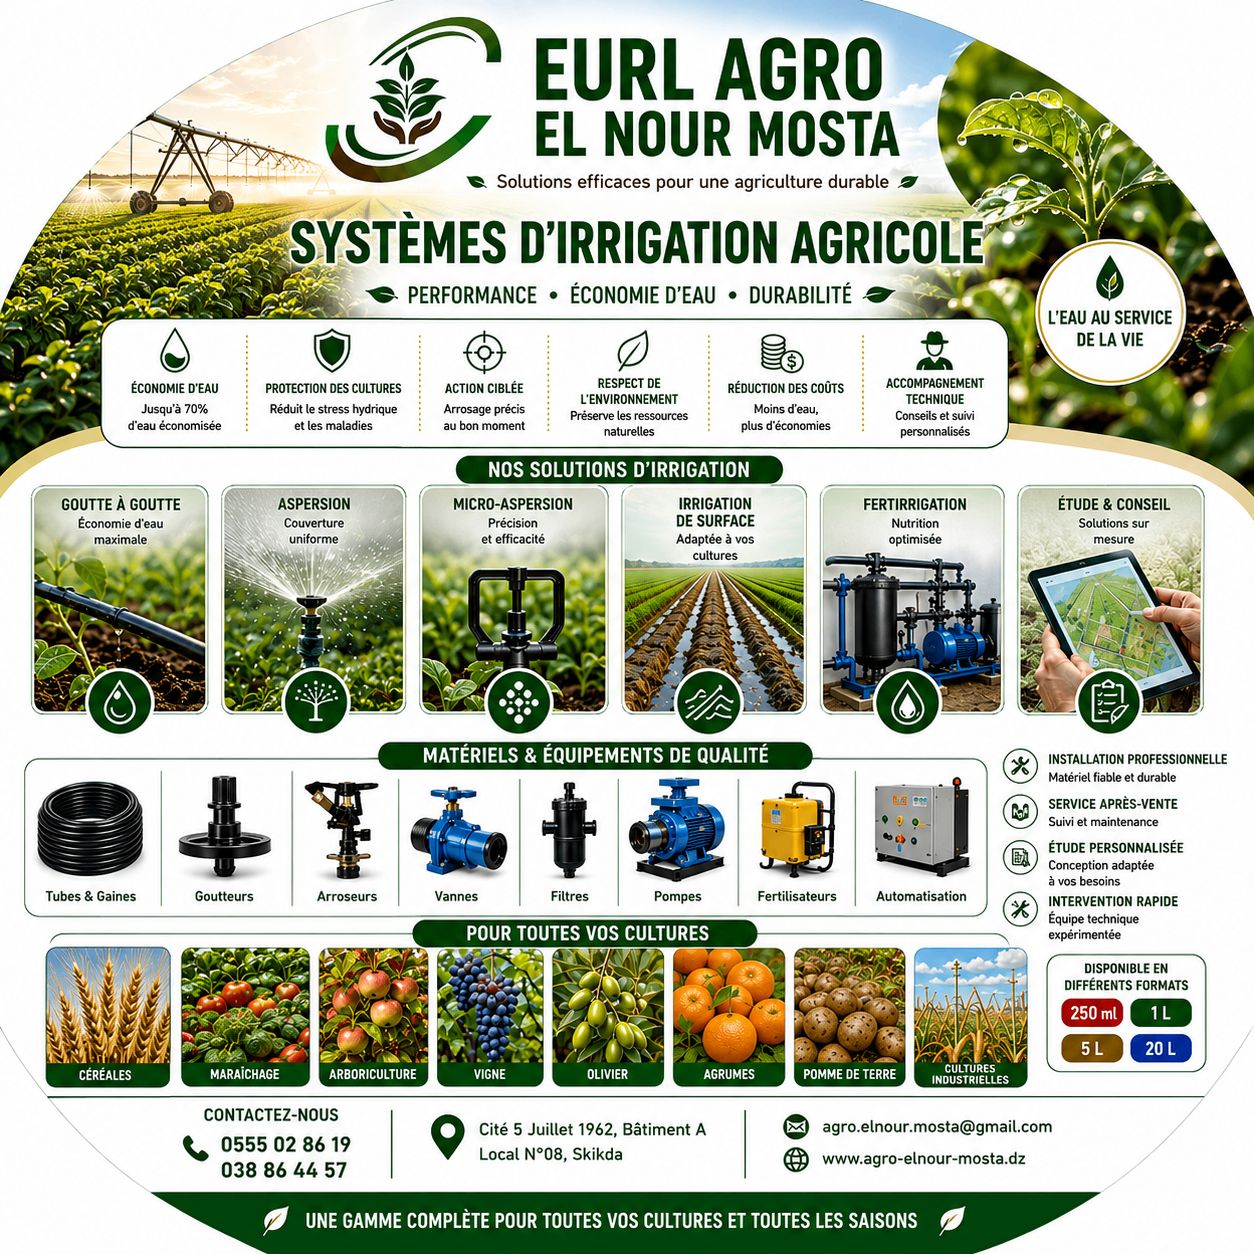 EURL AGRO
EL NOUR MOSTA
Solutions efficaces pour une agriculture durable
SYSTÈMES D'IRRIGATION AGRICOLE
PERFORMANCE • ÉCONOMIE D'EAU • DURABILITÉ
L'EAU AU SERVICE
DE LA VIE
ÉCONOMIE D'EAU
Jusqu'à 70%
d'eau économisée
PROTECTION DES CULTURES
Réduit le stress hydrique
et les maladies
ACTION CIBLÉE
Arrosage précis
au bon moment
RESPECT DE
L'ENVIRONNEMENT
Préserve les ressources
naturelles
RÉDUCTION DES COÛTS
Moins d'eau,
plus d'économies
ACCOMPAGNEMENT
TECHNIQUE
Conseils et suivi
personnalisés
NOS SOLUTIONS D'IRRIGATION
GOUTTE À GOUTTE
Économie d'eau
maximale
ASPERSION
Couverture
uniforme
MICRO-ASPERSION
Précision
et efficacité
IRRIGATION
DE SURFACE
Adaptée à vos
cultures
FERTIRRIGATION
Nutrition
optimisée
ÉTUDE & CONSEIL
Solutions sur
mesure
MATÉRIELS & ÉQUIPEMENTS DE QUALITÉ
Tubes & Gaines
Goutteurs
Arroseurs
Vannes
Filtres
Pompes
Fertilisateurs
Automatisation
INSTALLATION PROFESSIONNELLE
Matériel fiable et durable
SERVICE APRÈS-VENTE
Suivi et maintenance
ÉTUDE PERSONNALISÉE
Conception adaptée
à vos besoins
INTERVENTION RAPIDE
Équipe technique
expérimentée
POUR TOUTES VOS CULTURES
CÉRÉALES
MARAÎCHAGE
ARBORICULTURE
VIGNE
OLIVIER
AGRUMES
POMME DE TERRE
CULTURES
INDUSTRIELLES
DISPONIBLE EN
DIFFÉRENTS FORMATS
250 ml
1 L
5 L
20 L
CONTACTEZ-NOUS
0555 02 86 19
038 86 44 57
Cité 5 Juillet 1962, Bâtiment A
Local N°08, Skikda
agro.elnour.mosta@gmail.com
www.agro-elnour-mosta.dz
UNE GAMME COMPLÈTE POUR TOUTES VOS CULTURES ET TOUTES LES SAISONS